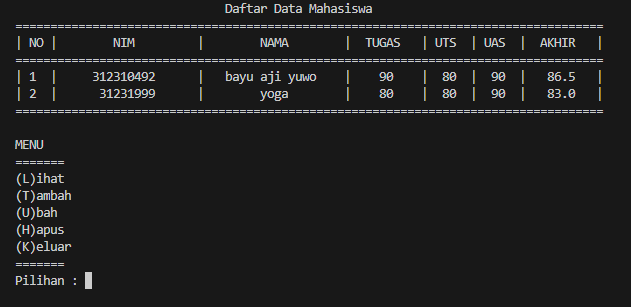 Daftar Data Mahasiswa
====================================================================================
| NO |        NIM         |        NAMA        |  TUGAS   | UTS |  UAS  |  AKHIR   |
====================================================================================
| 1  |     312310492      |   bayu aji yuwo    |    90    |  80 |   90  |   86.5   |
| 2  |      31231999      |        yoga        |    80    |  80 |   90  |   83.0   |
====================================================================================
MENU
=======
(L)ihat
(T)ambah
(U)bah
(H)apus
(K)eluar
=======
Pilihan :